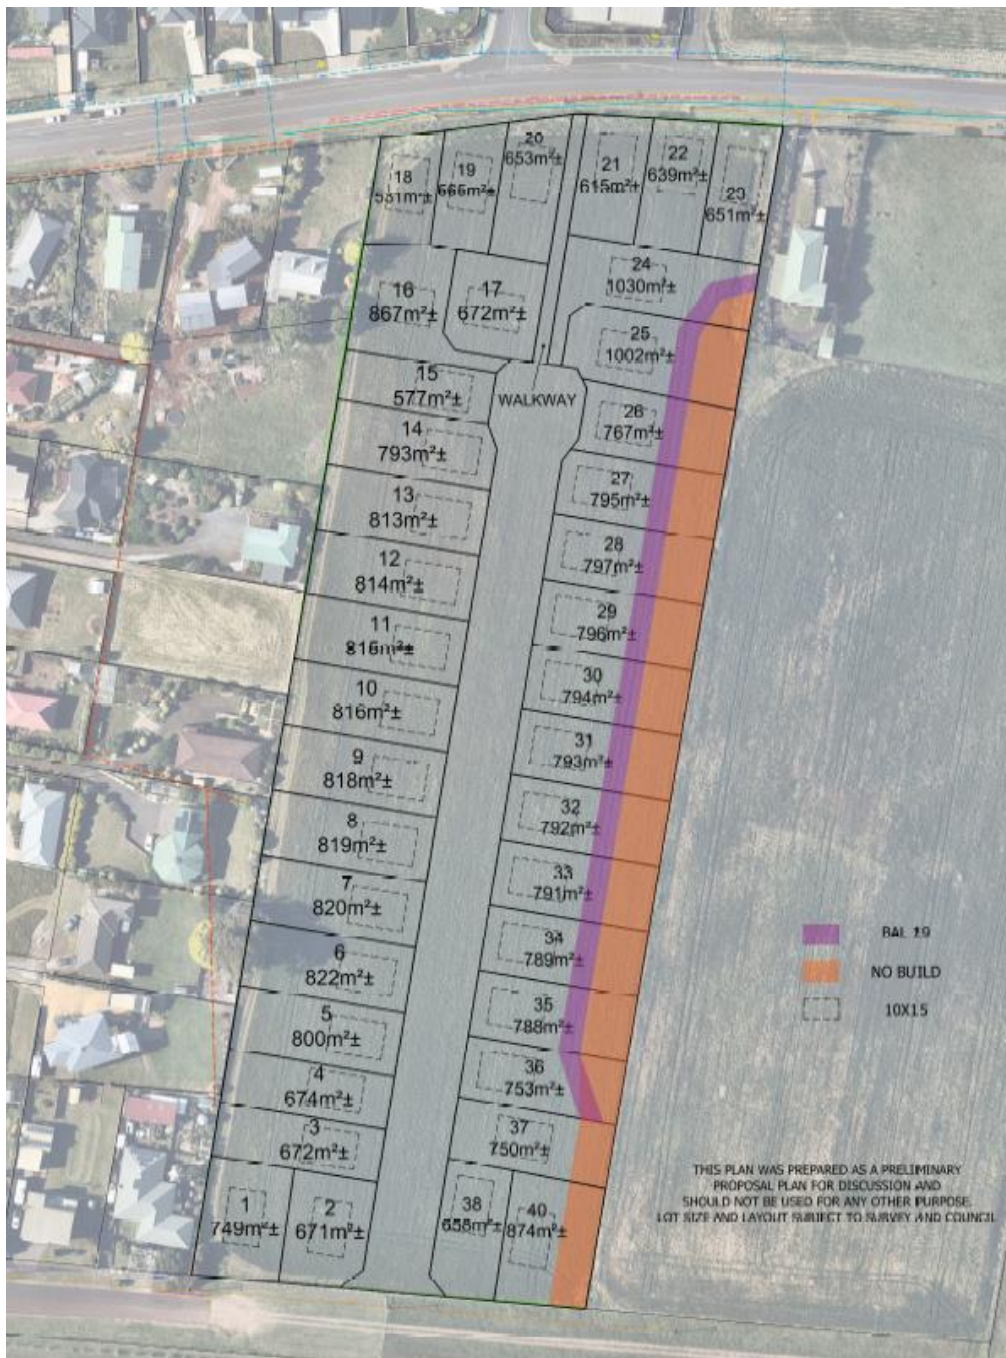 20
653m²±
22
639m²±
21
615m²±
19
666m²±
18
531m²±
23
651m²±
24
1030m²±
17
672m²±
16
867m²±
25
1002m²±
15
577m²±
WALKWAY
26
767m²±
14
793m²±
27
795m²±
13
813m²±
28
797m²±
12
814m²±
29
796m²±
11
816m²±
30
794m²±
10
816m²±
31
793m²±
9
818m²±
32
792m²±
8
819m²±
33
791m²±
7
820m²±
34
789m²±
6
822m²±
35
788m²±
5
800m²±
36
753m²±
4
674m²±
37
750m²±
3
672m²±
1
749m²±
2
671m²±
38
658m²±
40
874m²±
BAL 19
NO BUILD
10X15
THIS PLAN WAS PREPARED AS A PRELIMINARY
PROPOSAL PLAN FOR DISCUSSION AND
SHOULD NOT BE USED FOR ANY OTHER PURPOSE.
LOT SIZE AND LAYOUT SUBJECT TO SURVEY AND COUNCIL